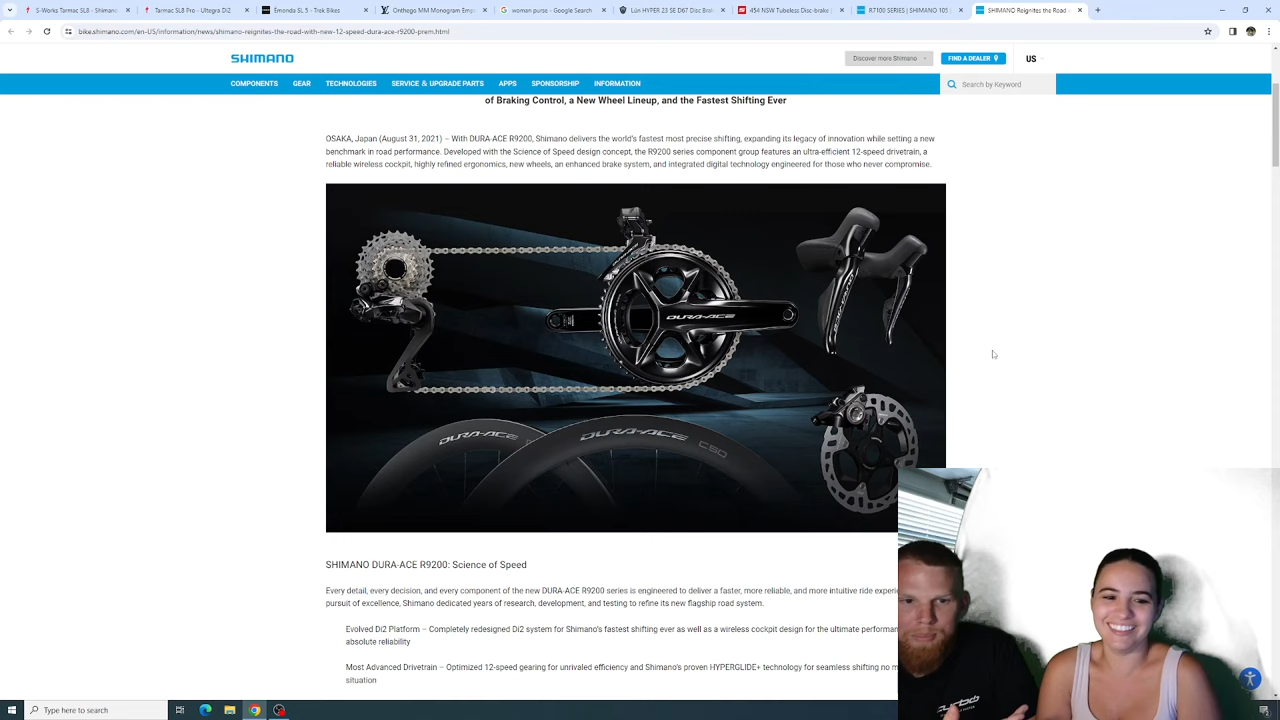 S-Works Tarmac SL8 - Shimano
Tarmac SL8 Pro - Ultegra Di2
Émonda SL 5 - Trek Bikes
Onthego MM Monogram Empr
woman purse - Google Search
Lún HYPER 23 SE D67 Disc Brak
454 NSW Tubeless Disc-brake |
R7100 SERIES | SHIMANO 105 |
SHIMANO Reignites the Road -
bike.shimano.com/en-US/information/news/shimano-reignites-the-road-with-new-12-speed-dura-ace-r9200-prem.html
SHIMANO
Discover more Shimano
FIND A DEALER
US
COMPONENTS GEAR TECHNOLOGIES SERVICE & UPGRADE PARTS APPS SPONSORSHIP INFORMATION
Search by Keyword
of Braking Control, a New Wheel Lineup, and the Fastest Shifting Ever
OSAKA, Japan (August 31, 2021) – With DURA-ACE R9200, Shimano delivers the world's fastest most precise shifting, expanding its legacy of innovation while setting a new
benchmark in road performance. Developed with the Science of Speed design concept, the R9200 series component group features an ultra-efficient 12-speed drivetrain, a
reliable wireless cockpit, highly refined ergonomics, new wheels, an enhanced brake system, and integrated digital technology engineered for those who never compromise.
DURA-ACE
DURA-ACE
DURA-ACE C50
SHIMANO DURA-ACE R9200: Science of Speed
Every detail, every decision, and every component of the new DURA-ACE R9200 series is engineered to deliver a faster, more reliable, and more intuitive ride experi
pursuit of excellence, Shimano dedicated years of research, development, and testing to refine its new flagship road system.
Evolved Di2 Platform – Completely redesigned Di2 system for Shimano's fastest shifting ever as well as a wireless cockpit design for the ultimate performan
absolute reliability
Most Advanced Drivetrain – Optimized 12-speed gearing for unrivaled efficiency and Shimano's proven HYPERGLIDE+ technology for seamless shifting no m
situation
Type here to search